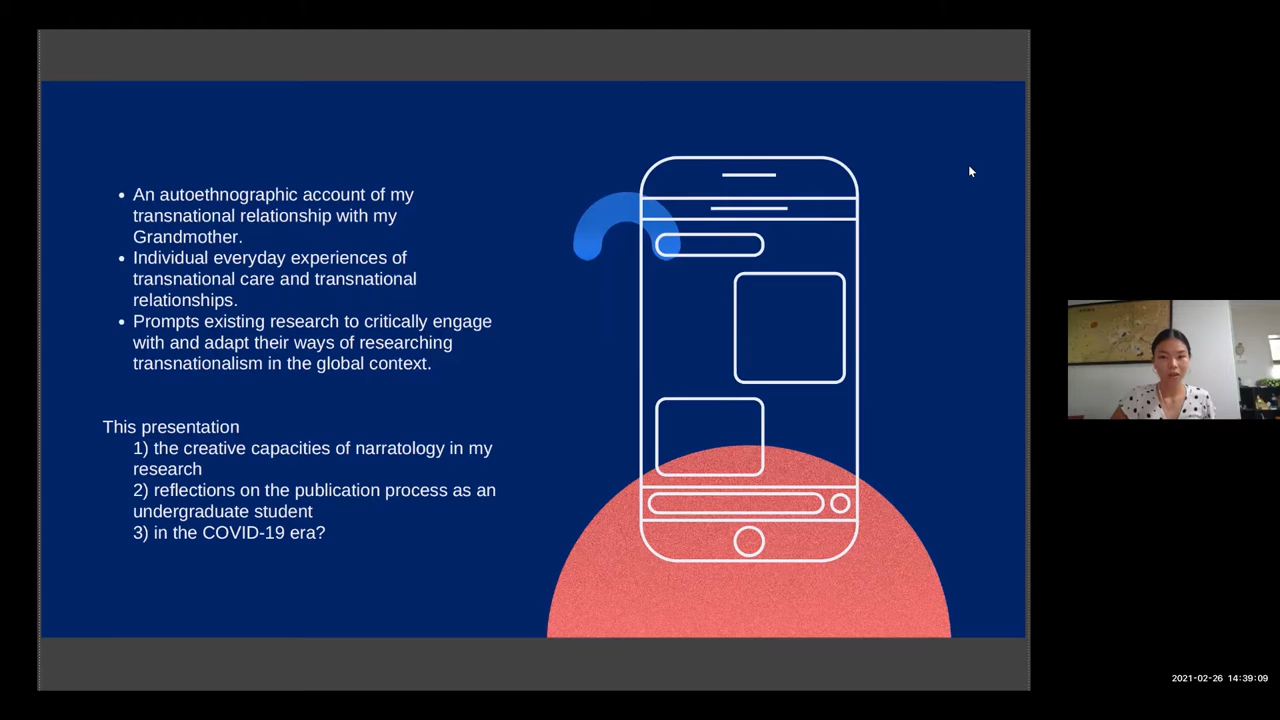 • An autoethnographic account of my
transnational relationship with my
Grandmother.
• Individual everyday experiences of
transnational care and transnational
relationships.
• Prompts existing research to critically engage
with and adapt their ways of researching
transnationalism in the global context.
This presentation
1) the creative capacities of narratology in my
research
2) reflections on the publication process as an
undergraduate student
3) in the COVID-19 era?
2021-02-26 14:39:09